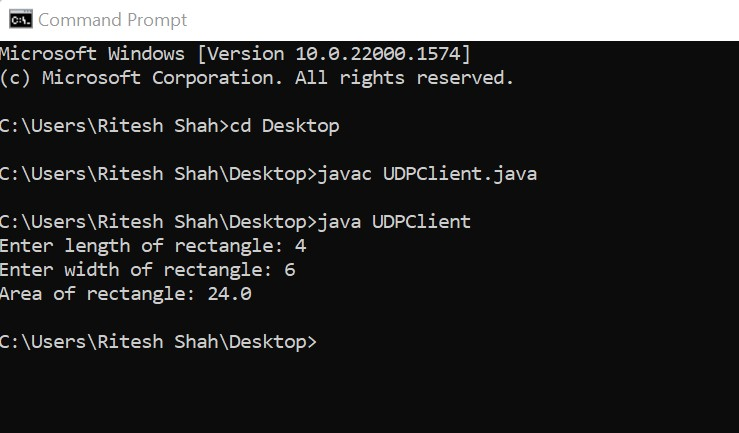 Command Prompt
Microsoft Windows [Version 10.0.22000.1574]
(c) Microsoft Corporation. All rights reserved.
C:\Users\Ritesh Shah>cd Desktop
C:\Users\Ritesh Shah\Desktop>javac UDPClient.java
C:\Users\Ritesh Shah\Desktop>java UDPClient
Enter length of rectangle: 4
Enter width of rectangle: 6
Area of rectangle: 24.0
C:\Users\Ritesh Shah\Desktop>